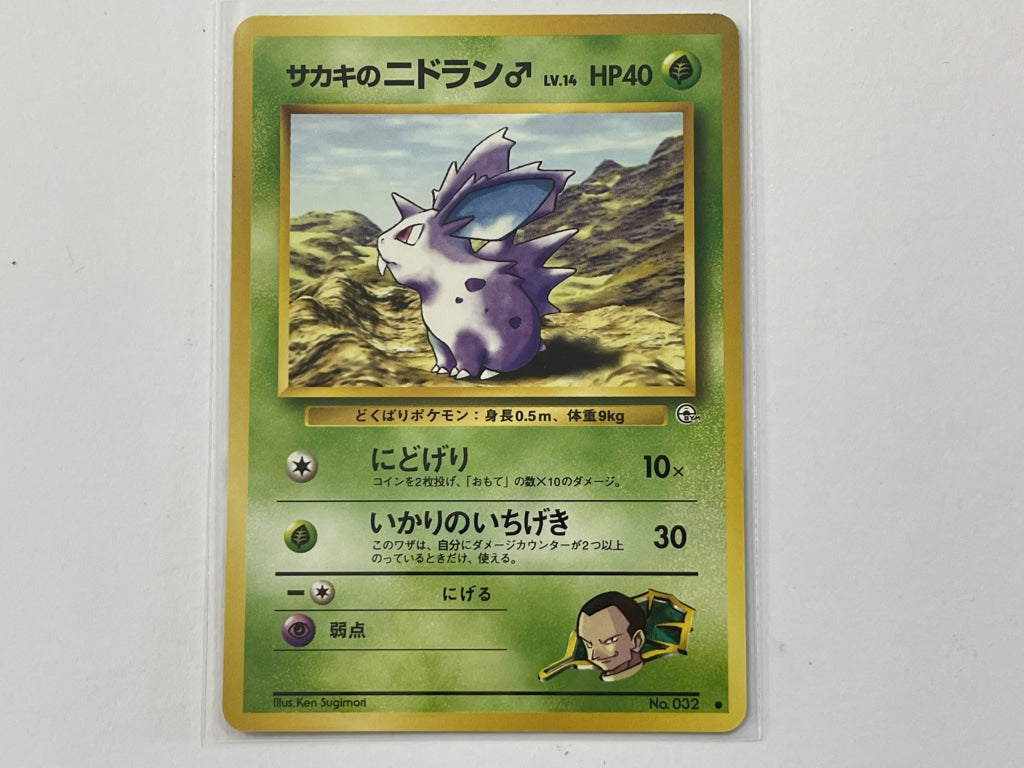 サカキのニドラン♂ LV.14 HP40
どくばりポケモン：身長0.5m、体重9kg
GYM
にどげり 10×
コインを2枚投げ、「おもて」の数×10のダメージ。
いかりのいちげき 30
このワザは、自分にダメージカウンターが2つ以上
のっているときだけ、使える。
− にげる
弱点
Illus. Ken Sugimori No. 032 ●